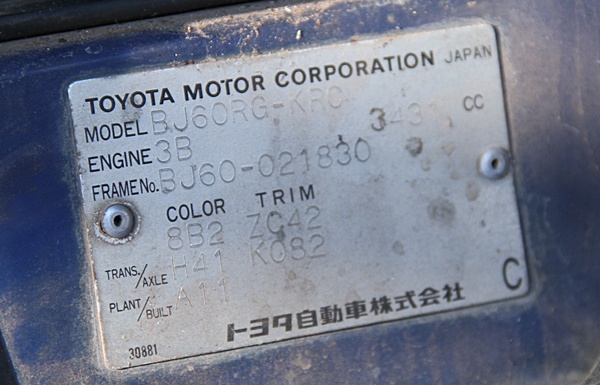 TOYOTA MOTOR CORPORATION JAPAN
MODEL BJ60RG-KRC
ENGINE 3B 3431 CC
FRAME No. BJ60-021830
COLOR TRIM
8B2 ZC42
TRANS./AXLE H41 K082
PLANT/BUILT A11
トヨタ自動車株式会社
30881 C